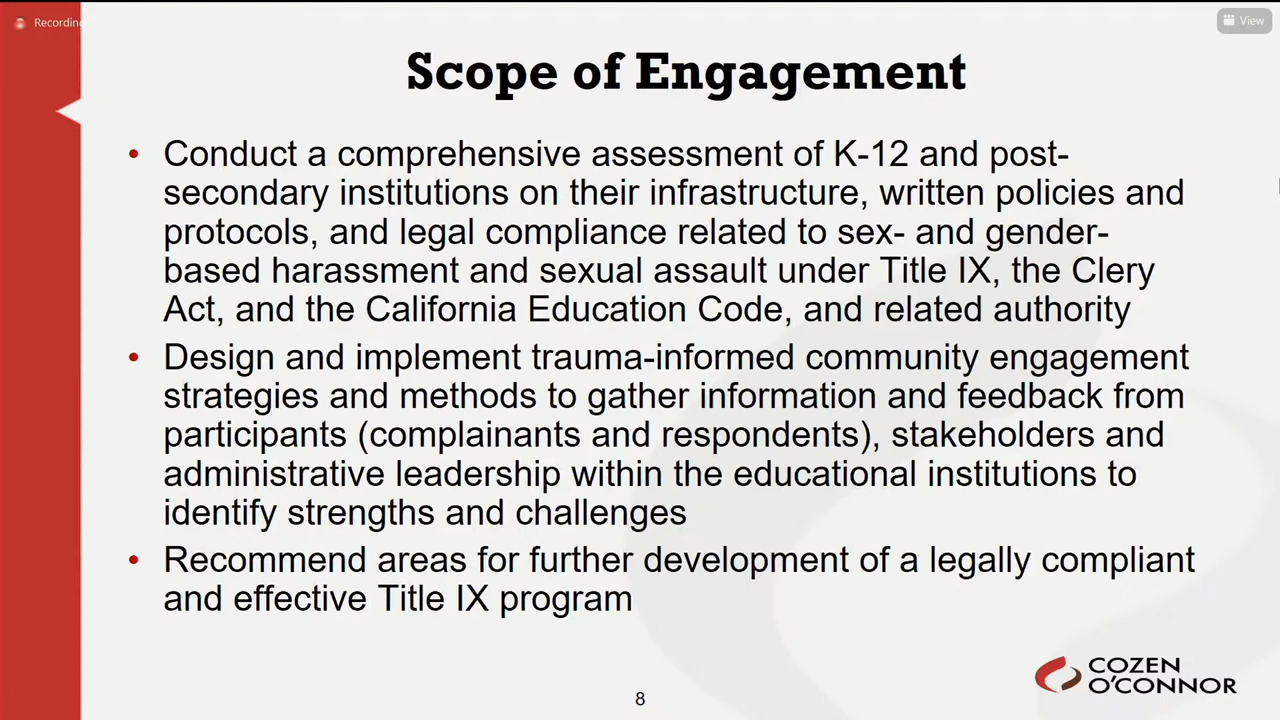 Recording
View
Scope of Engagement
• Conduct a comprehensive assessment of K-12 and post-
secondary institutions on their infrastructure, written policies and
protocols, and legal compliance related to sex- and gender-
based harassment and sexual assault under Title IX, the Clery
Act, and the California Education Code, and related authority
• Design and implement trauma-informed community engagement
strategies and methods to gather information and feedback from
participants (complainants and respondents), stakeholders and
administrative leadership within the educational institutions to
identify strengths and challenges
• Recommend areas for further development of a legally compliant
and effective Title IX program
COZEN
O'CONNOR
8